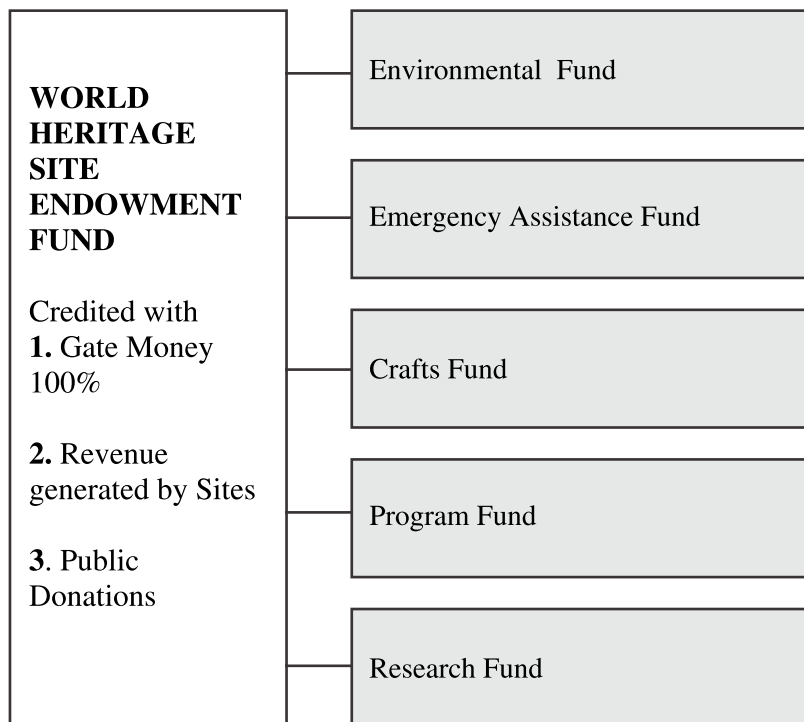 WORLD
HERITAGE
SITE
ENDOWMENT
FUND
Credited with
1. Gate Money
100%
2. Revenue
generated by Sites
3. Public
Donations
Environmental Fund
Emergency Assistance Fund
Crafts Fund
Program Fund
Research Fund